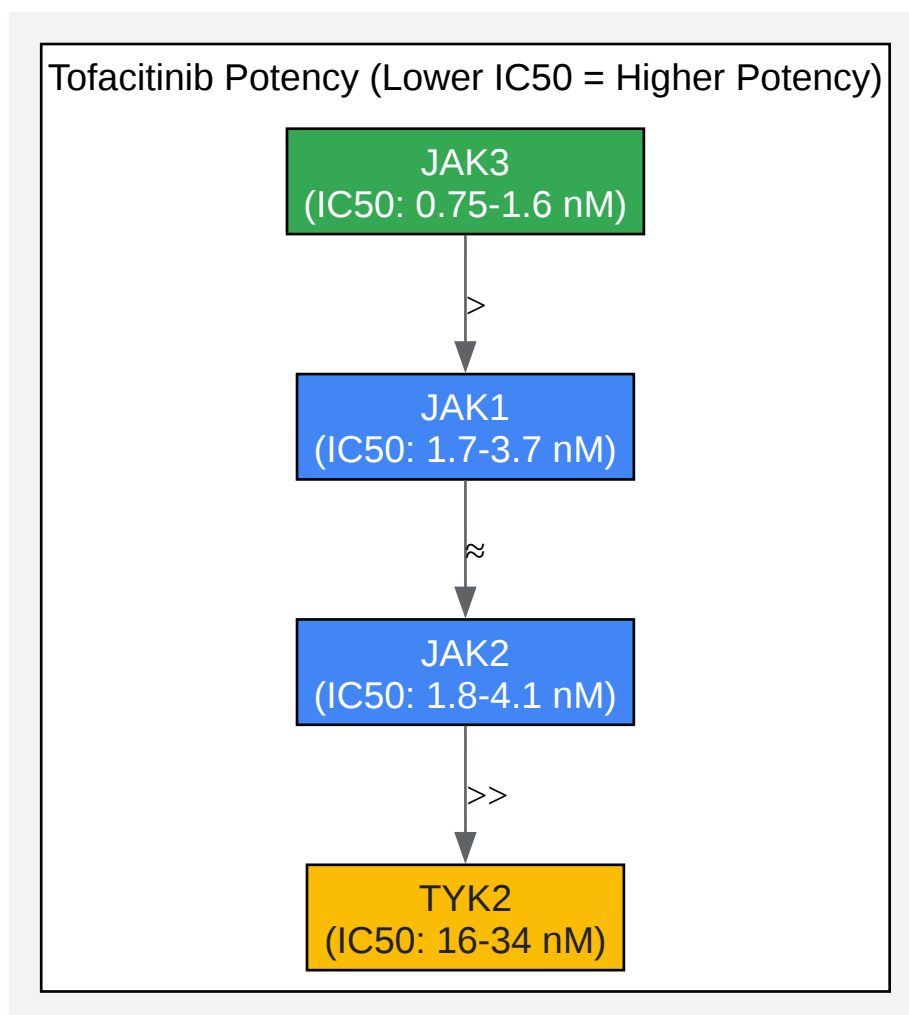 Tofacitinib Potency (Lower IC50 = Higher Potency)
JAK3
(IC50: 0.75-1.6 nM)
>
JAK1
(IC50: 1.7-3.7 nM)
≈
JAK2
(IC50: 1.8-4.1 nM)
>>
TYK2
(IC50: 16-34 nM)